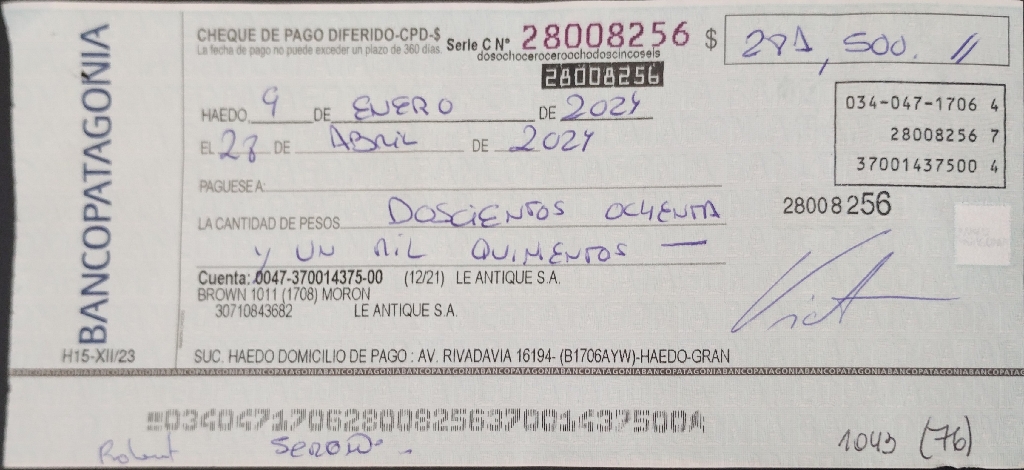 BANCOPATAGONIA
H15-XII/23
CHEQUE DE PAGO DIFERIDO-CPD-$
La fecha de pago no puede exceder un plazo de 360 días.
Serie C Nº 28008256 $ 281,500. //
dosochoceroceroochodoscincoseis
28008256
HAEDO 9 DE ENERO DE 2024
EL 28 DE ABRIL DE 2024
034-047-1706 4
28008256 7
37001437500 4
PAGUESE A:
28008256
LA CANTIDAD DE PESOS DOSCIENTOS OCHENTA
Y UN MIL QUINIENTOS —
Cuenta: 0047-370014375-00 (12/21) LE ANTIQUE S.A.
BROWN 1011 (1708) MORON
30710843682 LE ANTIQUE S.A.
SUC. HAEDO DOMICILIO DE PAGO : AV. RIVADAVIA 16194- (B1706AYW)-HAEDO-GRAN
BANCOPATAGONIABANCOPATAGONIABANCOPATAGONIABANCOPATAGONIABANCOPATAGONIA
03404717062800825637001437500
1043 (76)